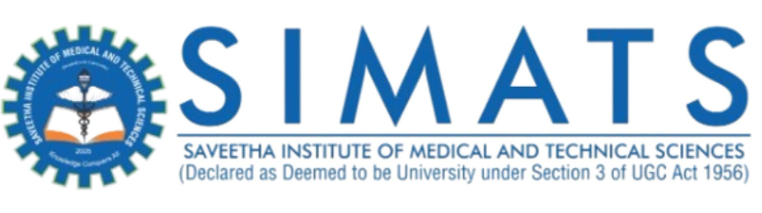 SAVEETHA INSTITUTE OF MEDICAL AND TECHNICAL SCIENCES
2005
Knowledge Conquers All
SIMATS
SAVEETHA INSTITUTE OF MEDICAL AND TECHNICAL SCIENCES
(Declared as Deemed to be University under Section 3 of UGC Act 1956)